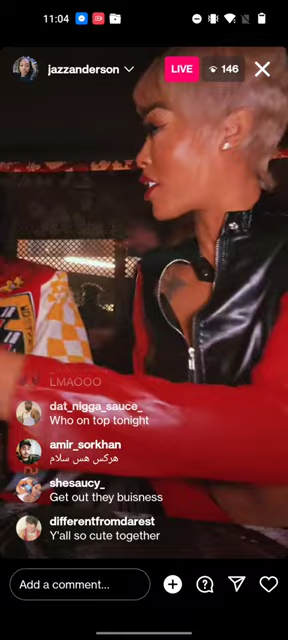 11:04
jazzanderson
LIVE
146
LMAOOO
dat_nigga_sauce_
Who on top tonight
amir_sorkhan
هرکس هس سلام
shesaucy_
Get out they buisness
differentfromdarest
Y'all so cute together
Add a comment...